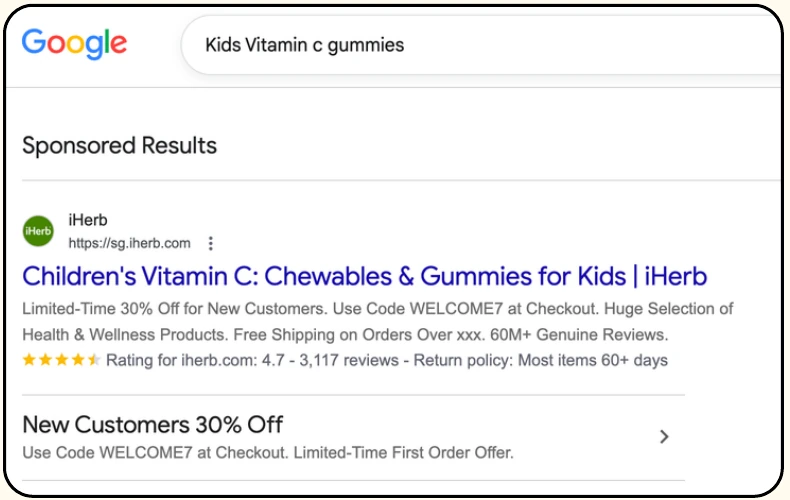 Google
Kids Vitamin c gummies
Sponsored Results
iHerb
iHerb
https://sg.iherb.com
Children's Vitamin C: Chewables & Gummies for Kids | iHerb
Limited-Time 30% Off for New Customers. Use Code WELCOME7 at Checkout. Huge Selection of
Health & Wellness Products. Free Shipping on Orders Over xxx. 60M+ Genuine Reviews.
Rating for iherb.com: 4.7 - 3,117 reviews - Return policy: Most items 60+ days
New Customers 30% Off
Use Code WELCOME7 at Checkout. Limited-Time First Order Offer.